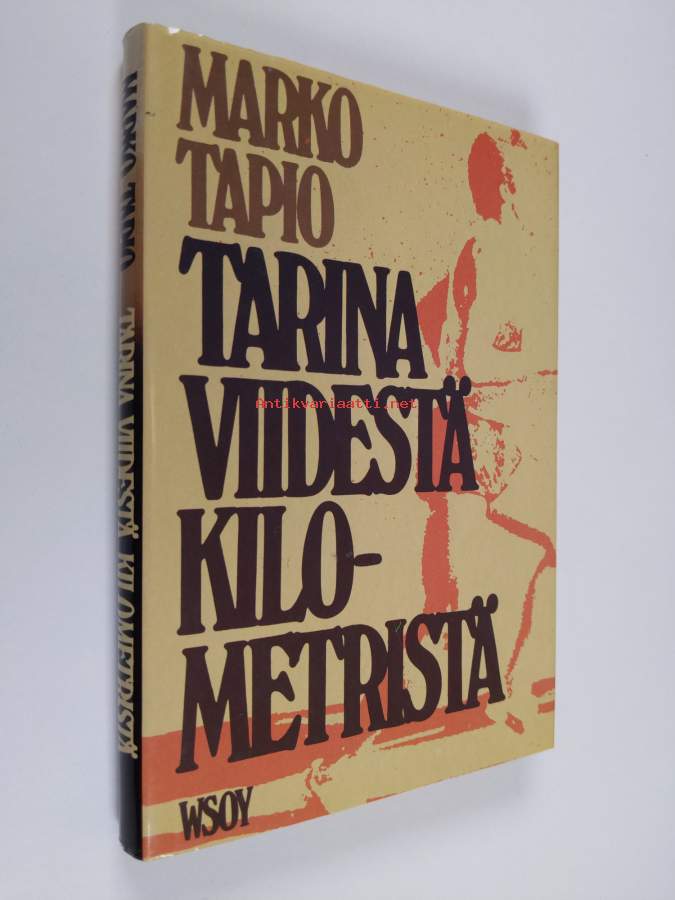 MARKO
TAPIO
TARINA
VIIDESTÄ
KILO-
METRISTÄ
WSOY
MARKO TAPIO TARINA VIIDESTÄ KILOMETRISTÄ
Antikvariaatti.net